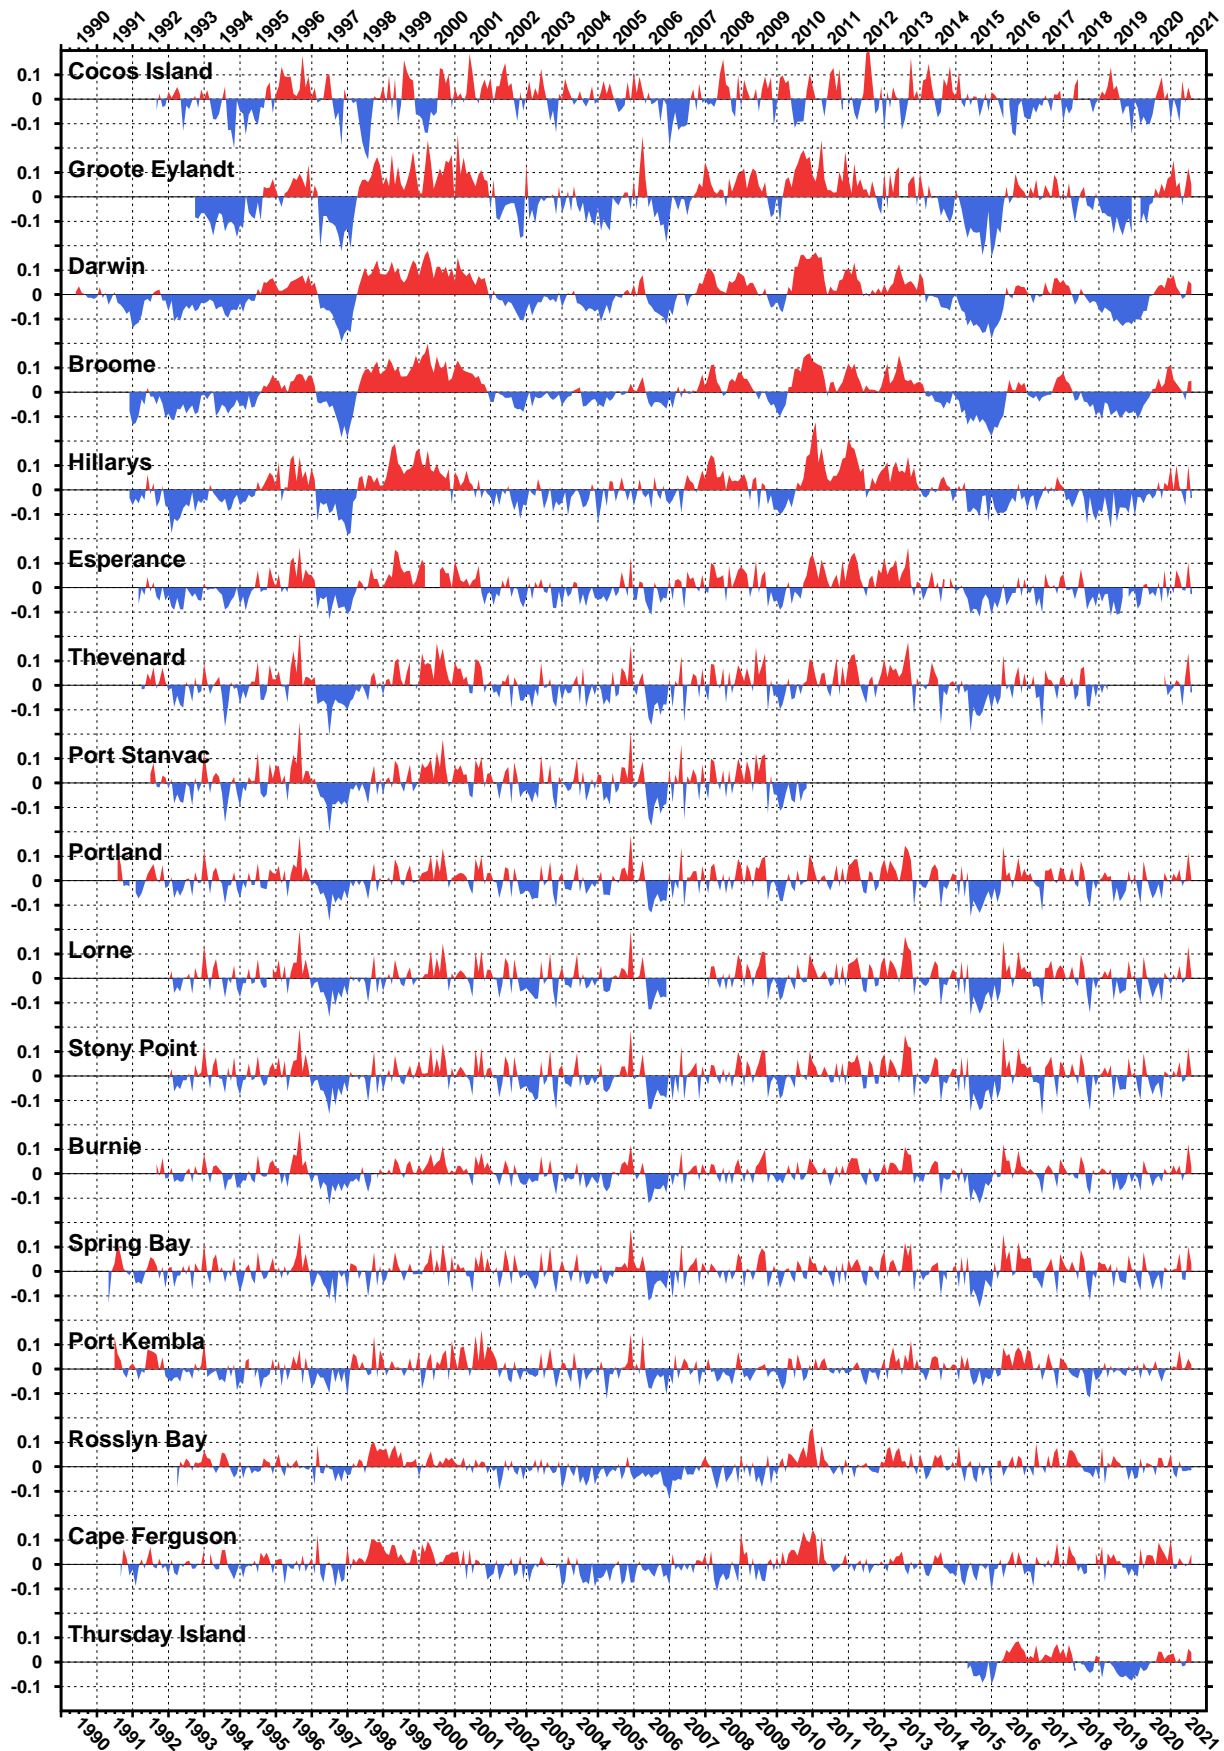 1990 1991 1992 1993 1994 1995 1996 1997 1998 1999 2000 2001 2002 2003 2004 2005 2006 2007 2008 2009 2010 2011 2012 2013 2014 2015 2016 2017 2018 2019 2020 2021
Cocos Island
0.1
0
-0.1
Groote Eylandt
0.1
0
-0.1
Darwin
0.1
0
-0.1
Broome
0.1
0
-0.1
Hillarys
0.1
0
-0.1
Esperance
0.1
0
-0.1
Thevenard
0.1
0
-0.1
Port Stanvac
0.1
0
-0.1
Portland
0.1
0
-0.1
Lorne
0.1
0
-0.1
Stony Point
0.1
0
-0.1
Burnie
0.1
0
-0.1
Spring Bay
0.1
0
-0.1
Port Kembla
0.1
0
-0.1
Rosslyn Bay
0.1
0
-0.1
Cape Ferguson
0.1
0
-0.1
Thursday Island
0.1
0
-0.1
1990 1991 1992 1993 1994 1995 1996 1997 1998 1999 2000 2001 2002 2003 2004 2005 2006 2007 2008 2009 2010 2011 2012 2013 2014 2015 2016 2017 2018 2019 2020 2021